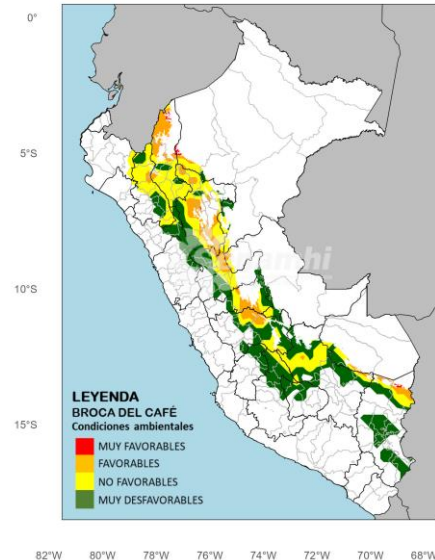 0°
5°S
10°S
15°S
senamhi
LEYENDA
BROCA DEL CAFÉ
Condiciones ambientales
MUY FAVORABLES
FAVORABLES
NO FAVORABLES
MUY DESFAVORABLES
82°W 80°W 78°W 76°W 74°W 72°W 70°W 68°W